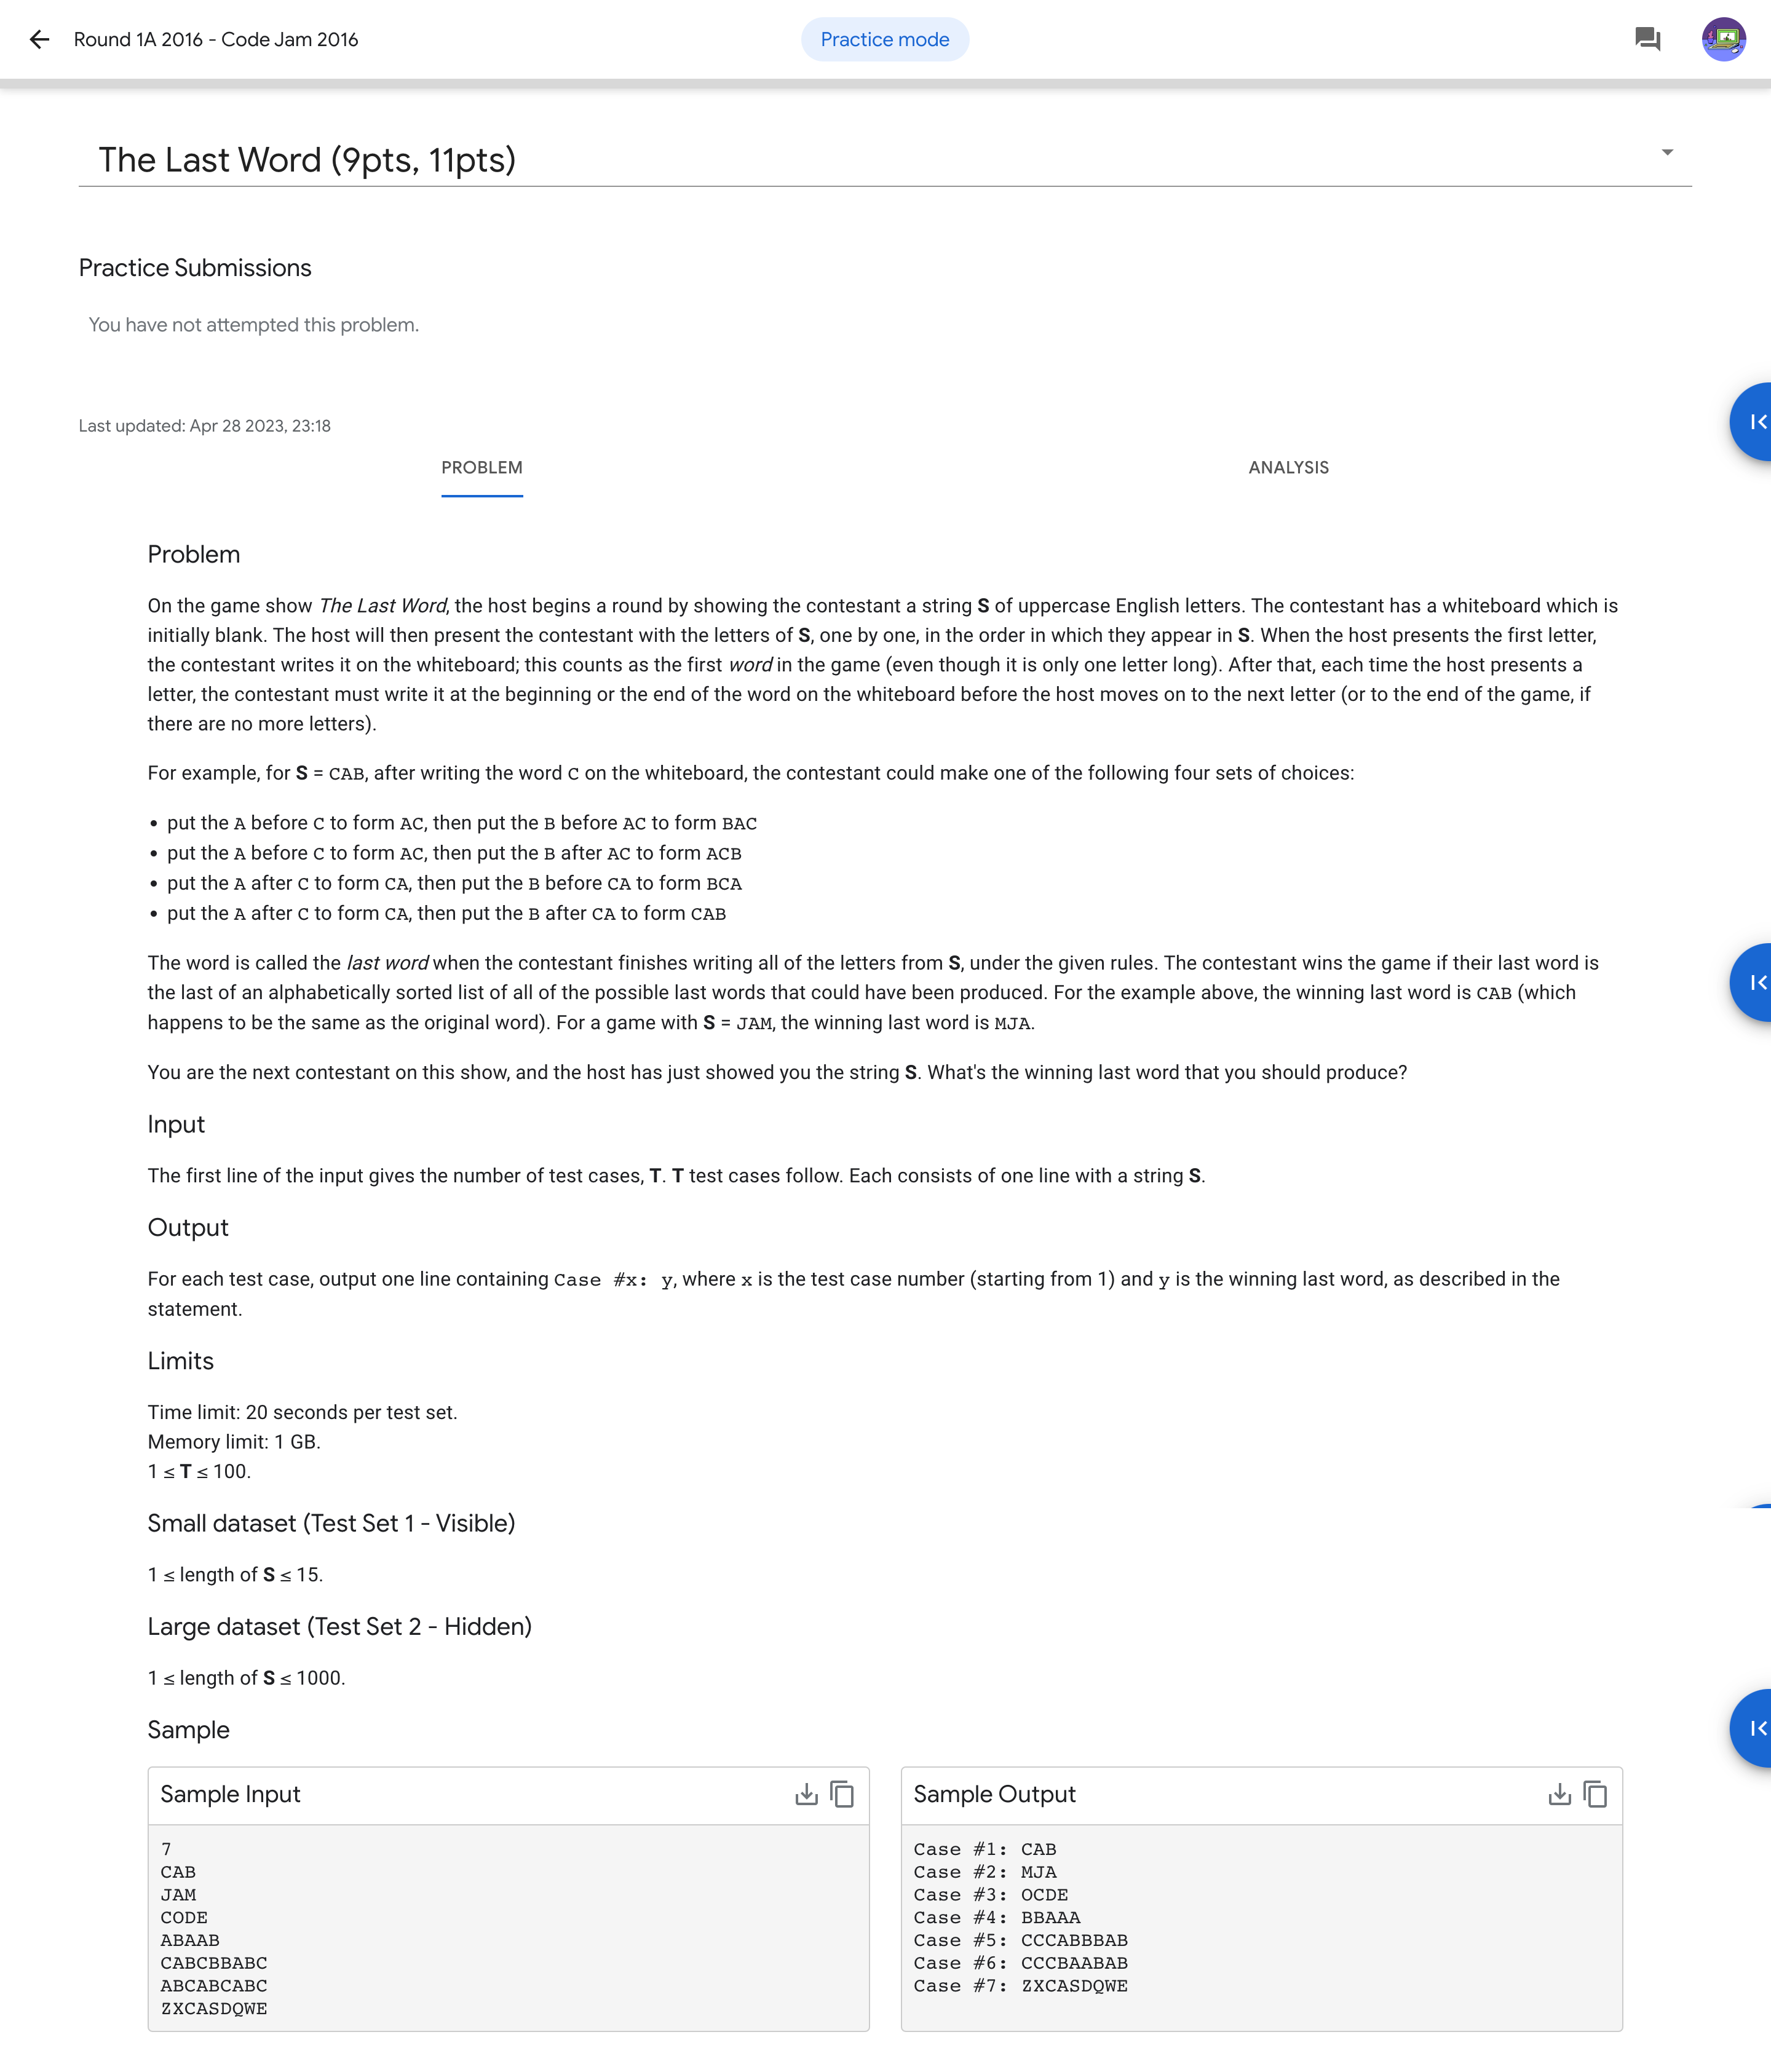 Round 1A 2016 - Code Jam 2016
Practice mode
The Last Word (9pts, 11pts)
Practice Submissions
You have not attempted this problem.
Last updated: Apr 28 2023, 23:18
PROBLEM
ANALYSIS
Problem
On the game show The Last Word, the host begins a round by showing the contestant a string S of uppercase English letters. The contestant has a whiteboard which is
initially blank. The host will then present the contestant with the letters of S, one by one, in the order in which they appear in S. When the host presents the first letter,
the contestant writes it on the whiteboard; this counts as the first word in the game (even though it is only one letter long). After that, each time the host presents a
letter, the contestant must write it at the beginning or the end of the word on the whiteboard before the host moves on to the next letter (or to the end of the game, if
there are no more letters).
For example, for S = CAB, after writing the word C on the whiteboard, the contestant could make one of the following four sets of choices:
• put the A before C to form AC, then put the B before AC to form BAC
• put the A before C to form AC, then put the B after AC to form ACB
• put the A after C to form CA, then put the B before CA to form BCA
• put the A after C to form CA, then put the B after CA to form CAB
The word is called the last word when the contestant finishes writing all of the letters from S, under the given rules. The contestant wins the game if their last word is
the last of an alphabetically sorted list of all of the possible last words that could have been produced. For the example above, the winning last word is CAB (which
happens to be the same as the original word). For a game with S = JAM, the winning last word is MJA.
You are the next contestant on this show, and the host has just showed you the string S. What's the winning last word that you should produce?
Input
The first line of the input gives the number of test cases, T. T test cases follow. Each consists of one line with a string S.
Output
For each test case, output one line containing Case #x: y, where x is the test case number (starting from 1) and y is the winning last word, as described in the
statement.
Limits
Time limit: 20 seconds per test set.
Memory limit: 1 GB.
1 ≤ T ≤ 100.
Small dataset (Test Set 1 - Visible)
1 ≤ length of S ≤ 15.
Large dataset (Test Set 2 - Hidden)
1 ≤ length of S ≤ 1000.
Sample
Sample Input
7
CAB
JAM
CODE
ABAAB
CABCBBABC
ABCABCABC
ZXCASDQWE
Sample Output
Case #1: CAB
Case #2: MJA
Case #3: OCDE
Case #4: BBAAA
Case #5: CCCABBBAB
Case #6: CCCBAABAB
Case #7: ZXCASDQWE